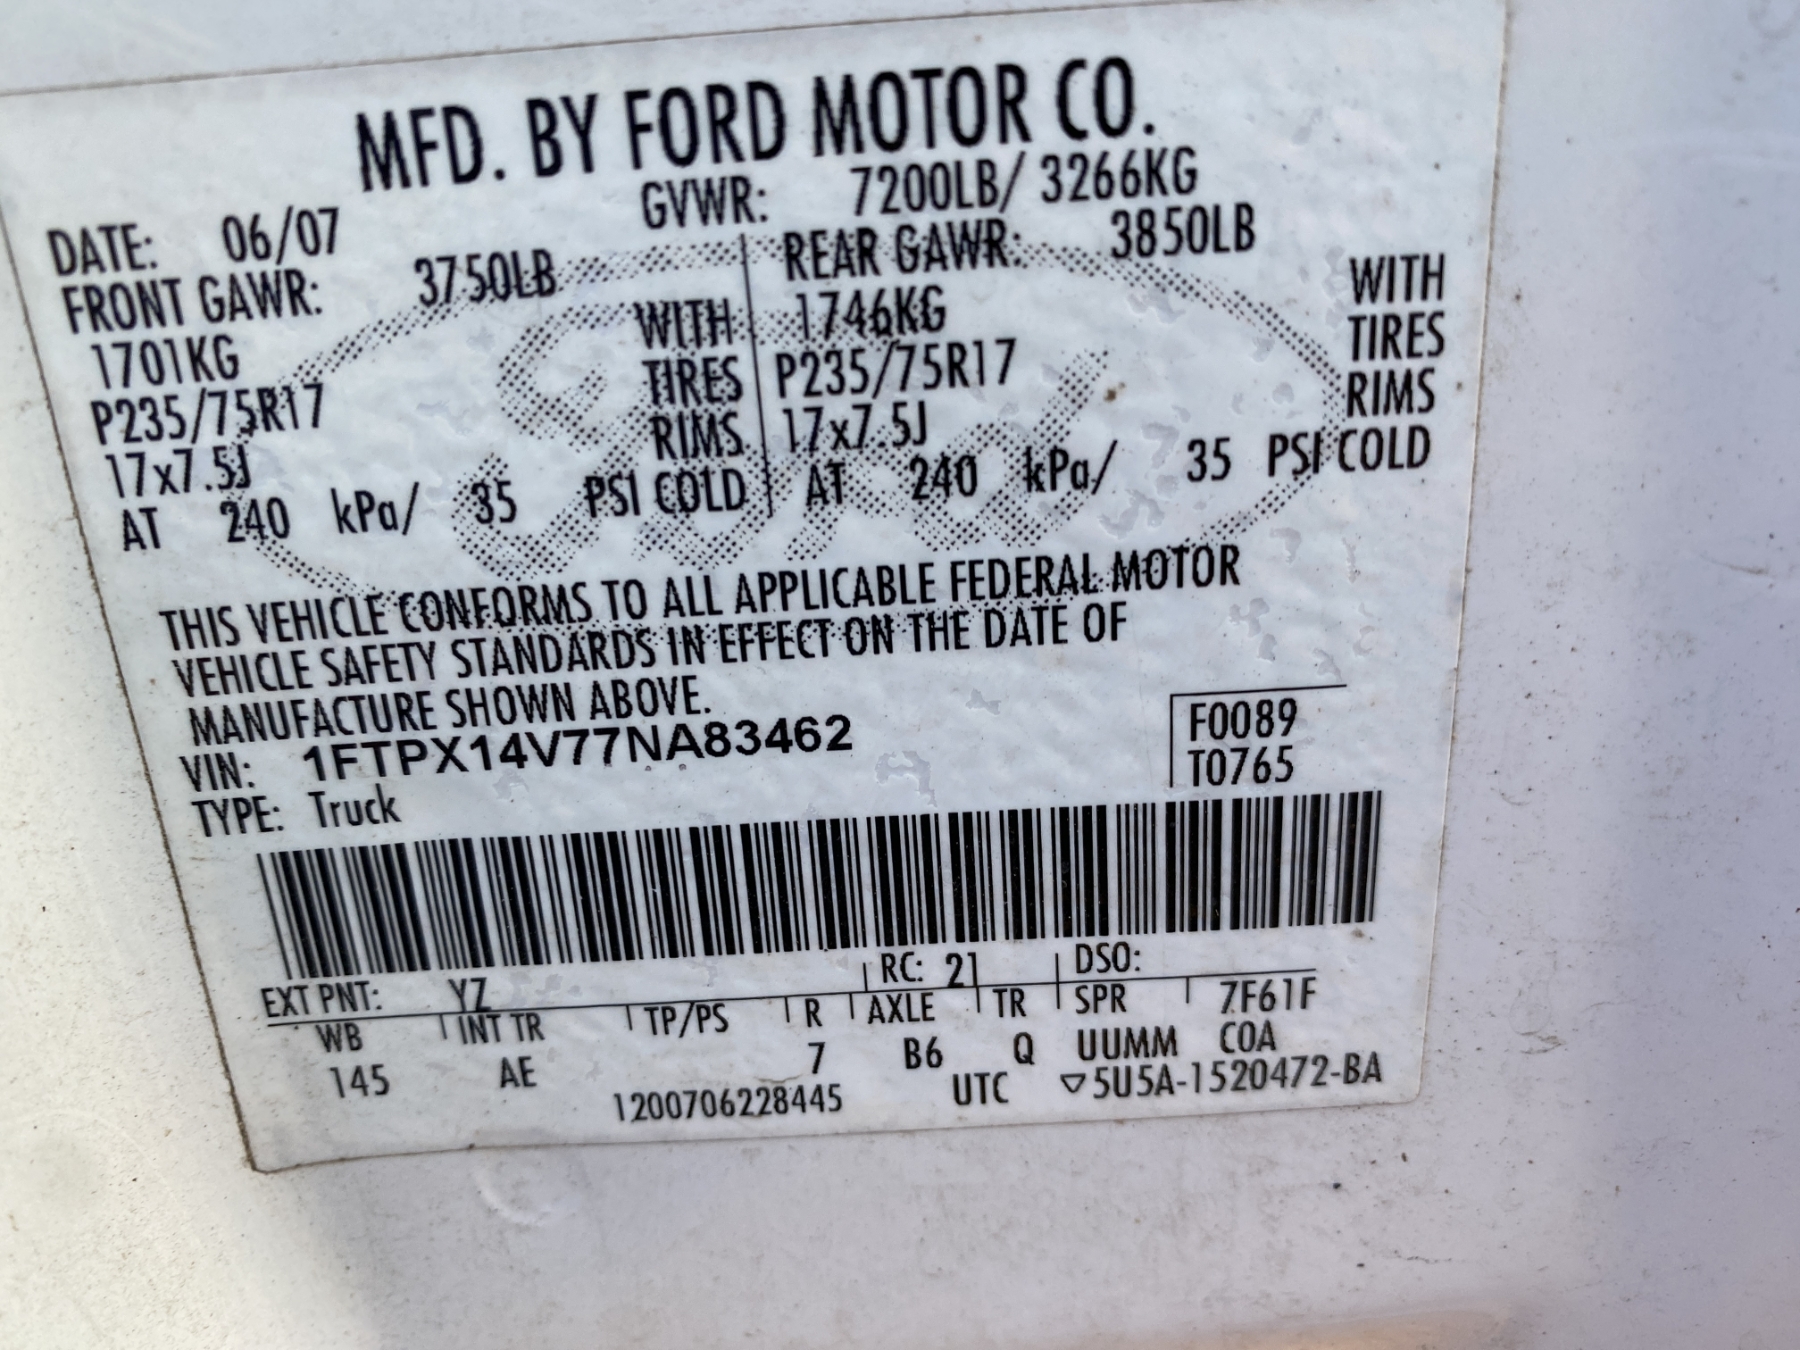 MFD. BY FORD MOTOR CO.
DATE: 06/07 GVWR: 7200LB/ 3266KG
FRONT GAWR: 3750LB REAR GAWR: 3850LB
1701KG WITH 1746KG WITH
P235/75R17 TIRES P235/75R17 TIRES
17x7.5J RIMS 17x7.5J RIMS
AT 240 kPa/ 35 PSI COLD AT 240 kPa/ 35 PSI COLD
THIS VEHICLE CONFORMS TO ALL APPLICABLE FEDERAL MOTOR
VEHICLE SAFETY STANDARDS IN EFFECT ON THE DATE OF
MANUFACTURE SHOWN ABOVE.
VIN: 1FTPX14V77NA83462 F0089
TYPE: Truck T0765
EXT PNT: YZ RC: 21 DSO:
WB INT TR TP/PS R AXLE TR SPR 7F61F
145 AE 7 B6 Q UUMM COA
1200706228445 UTC ▽5U5A-1520472-BA
Ford